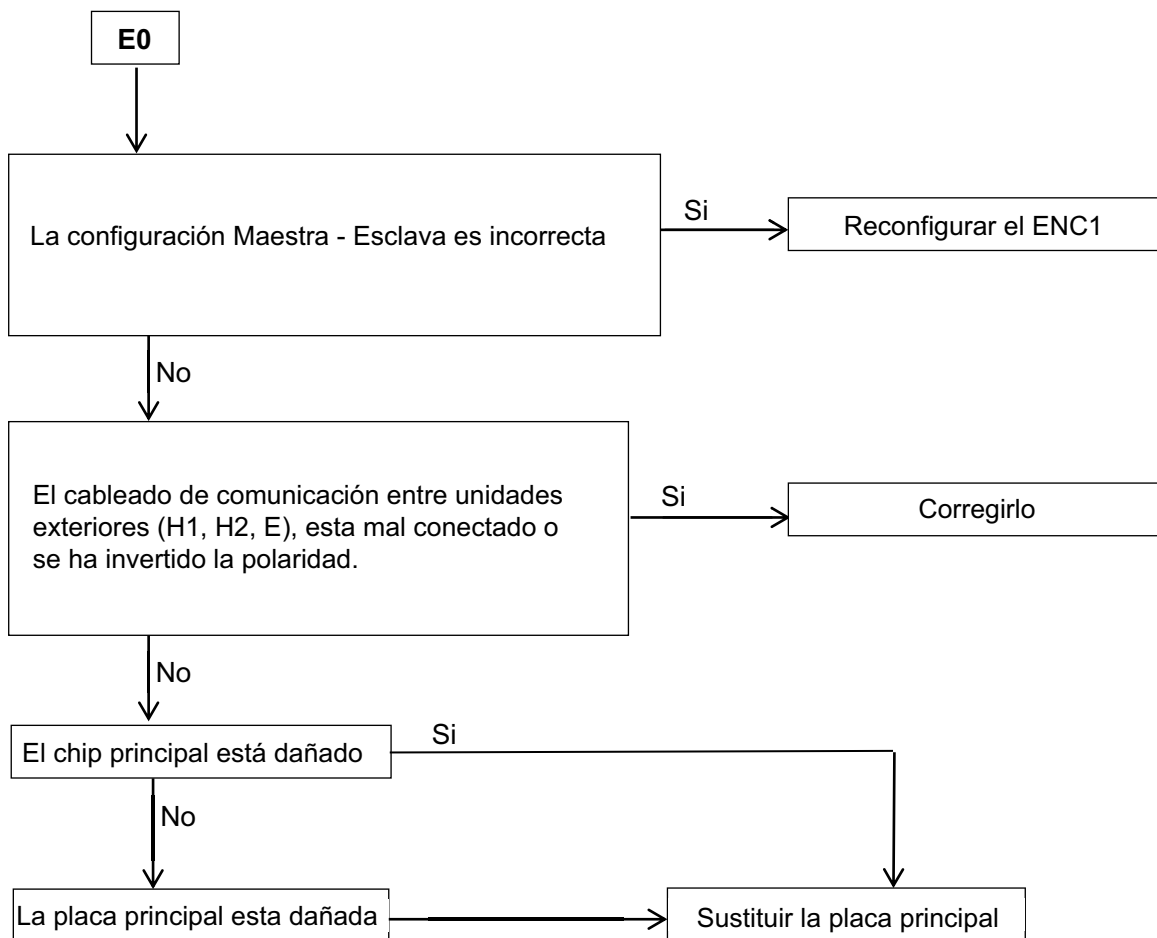 E0
La configuración Maestra - Esclava es incorrecta
Si
Reconfigurar el ENC1
No
El cableado de comunicación entre unidades
exteriores (H1, H2, E), esta mal conectado o
se ha invertido la polaridad.
Si
Corregirlo
No
El chip principal está dañado
Si
No
La placa principal esta dañada
Sustituir la placa principal